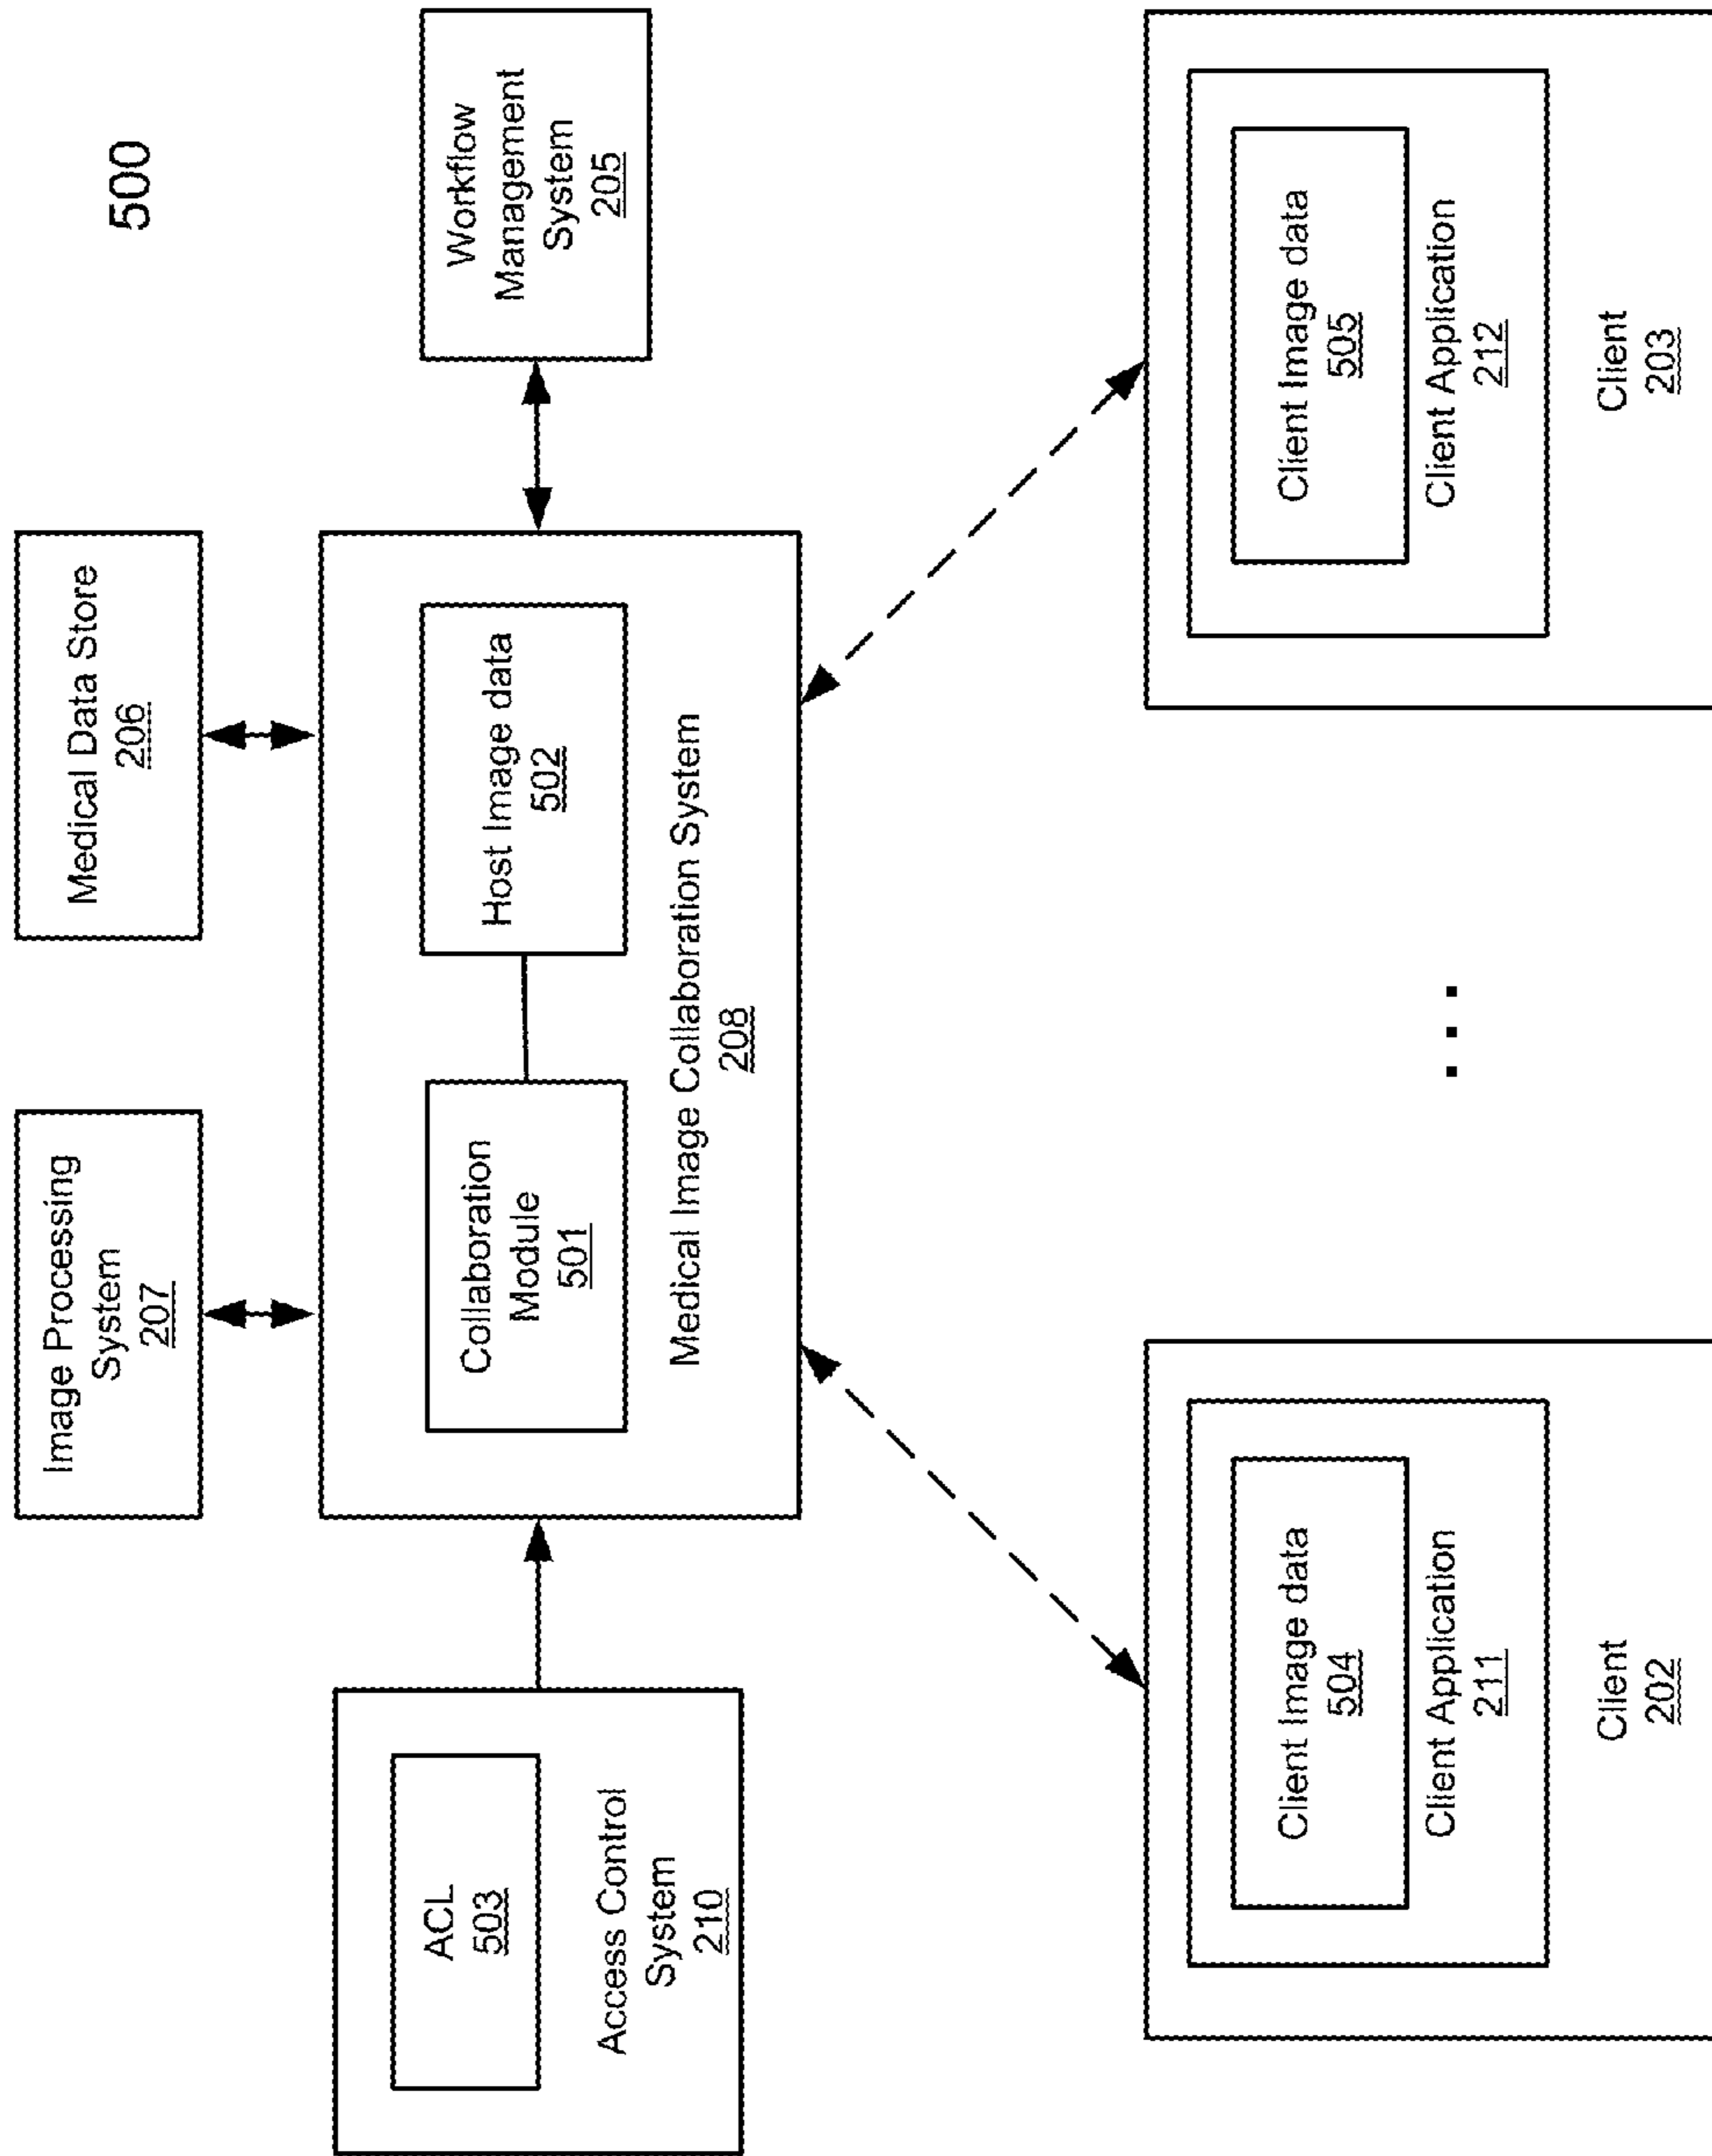 500
Image Processing
System
207
Medical Data Store
206
ACL
503
Access Control
System
210
Collaboration
Module
501
Host Image data
502
Medical Image Collaboration System
208
Workflow
Management
System
205
Client Image data
504
Client Application
211
Client
202
...
Client Image data
505
Client Application
212
Client
203